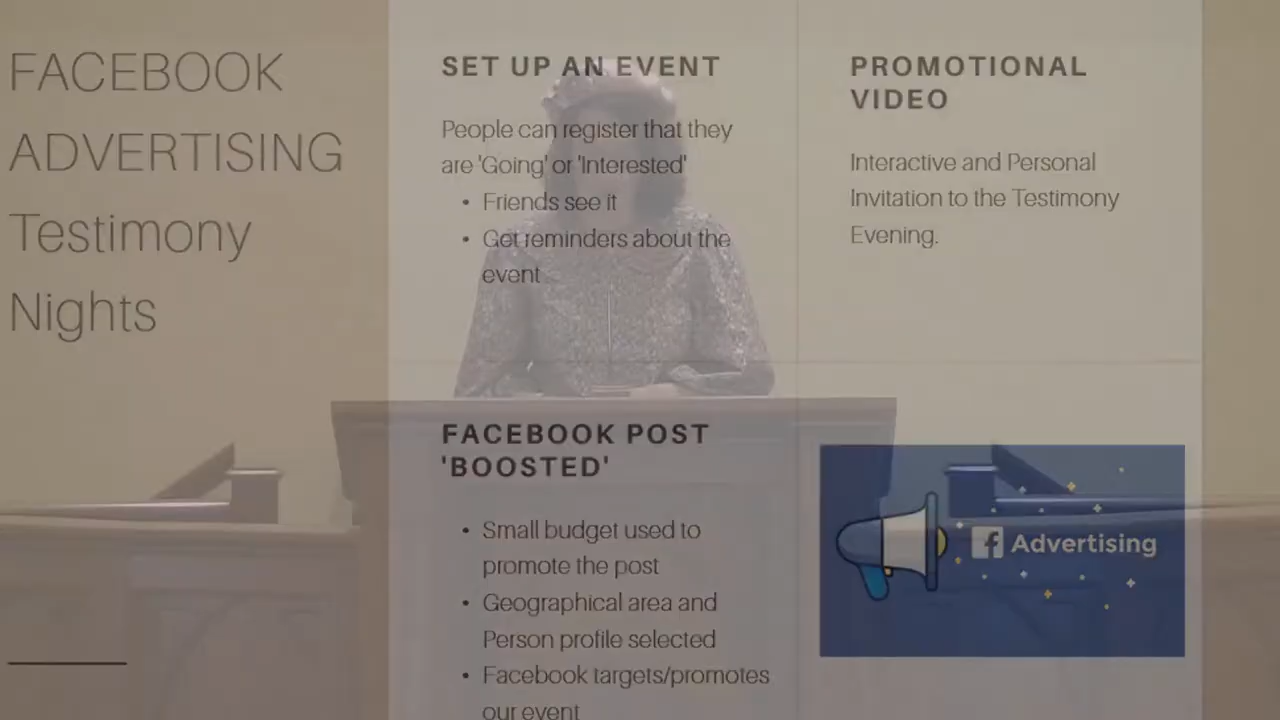 FACEBOOK
ADVERTISING
Testimony
Nights
SET UP AN EVENT
People can register that they
are 'Going' or 'Interested'
• Friends see it
• Get reminders about the
event
PROMOTIONAL
VIDEO
Interactive and Personal
Invitation to the Testimony
Evening.
FACEBOOK POST
'BOOSTED'
• Small budget used to
promote the post
• Geographical area and
Person profile selected
• Facebook targets/promotes
our event
f Advertising